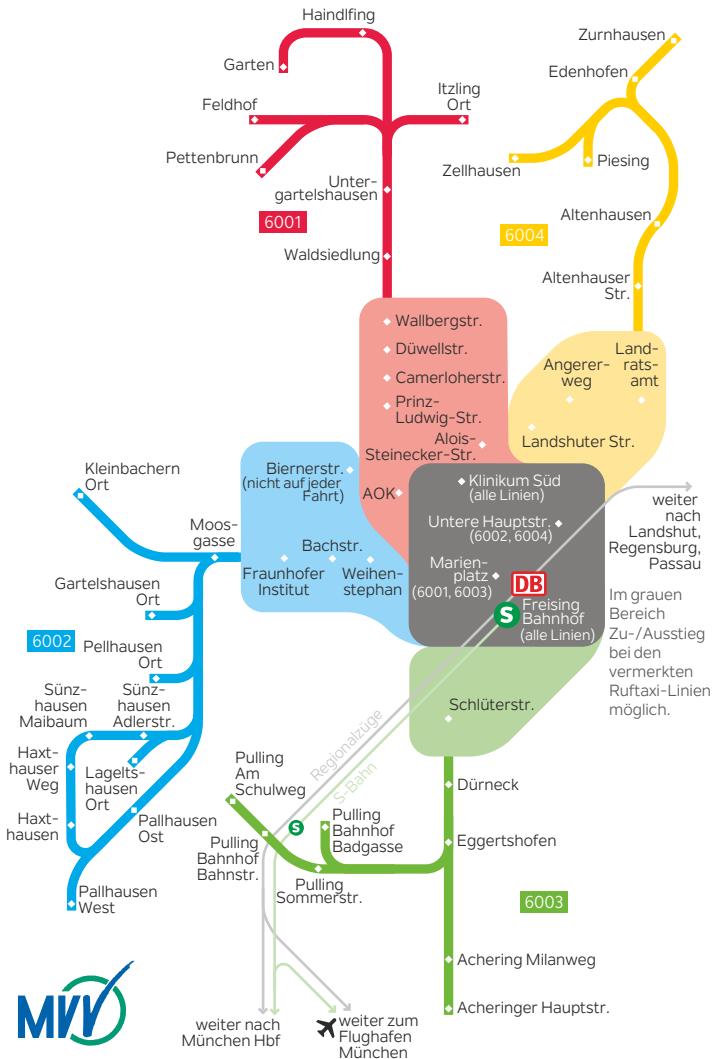 Haindlfing
Garten
Feldhof
Itzling
Ort
Pettenbrunn
Unter-
gartelshausen
6001
Waldsiedlung
Zurnhausen
Edenhofen
Zellhausen
Piesing
6004
Altenhausen
Altenhauser
Str.
Wallbergstr.
Düwellstr.
Camerloherstr.
Prinz-
Ludwig-Str.
Alois-
Steinecker-Str.
AOK
Angerer-
weg
Land-
rats-
amt
Landshuter Str.
Kleinbachern
Ort
Moos-
gasse
Biernerstr.
(nicht auf jeder
Fahrt)
Bachstr.
Fraunhofer
Institut
Weihen-
stephan
Klinikum Süd
(alle Linien)
Untere Hauptstr.
(6002, 6004)
Marien-
platz
(6001, 6003)
DB
S
Freising
Bahnhof
(alle Linien)
weiter
nach
Landshut,
Regensburg,
Passau
Im grauen
Bereich
Zu-/Ausstieg
bei den
vermerkten
Ruftaxi-Linien
möglich.
Gartelshausen
Ort
6002
Pellhausen
Ort
Sünz-
hausen
Maibaum
Sünz-
hausen
Adlerstr.
Haxt-
hauser
Weg
Lagelts-
hausen
Ort
Haxt-
hausen
Pallhausen
Ost
Pallhausen
West
Schlüterstr.
Regionalzüge
S-Bahn
Pulling
Am
Schulweg
S
Pulling
Bahnhof
Badgasse
Pulling
Bahnhof
Bahnstr.
Pulling
Sommerstr.
Dürneck
Eggertshofen
6003
Achering Milanweg
Acheringer Hauptstr.
MVV
weiter nach
München Hbf
weiter zum
Flughafen
München